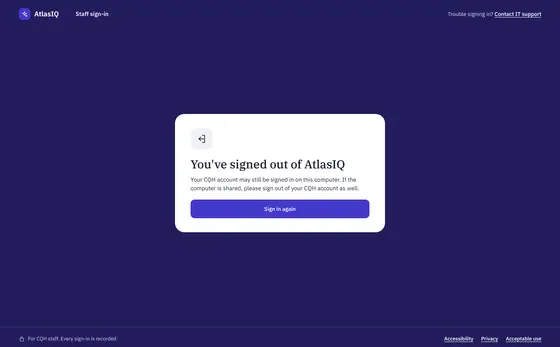 AtlasIQ
Staff sign-in
Trouble signing in? Contact IT support
You've signed out of AtlasIQ
Your CQH account may still be signed in on this computer. If the
computer is shared, please sign out of your CQH account as well.
Sign in again
For CQH staff. Every sign-in is recorded.
Accessibility
Privacy
Acceptable use